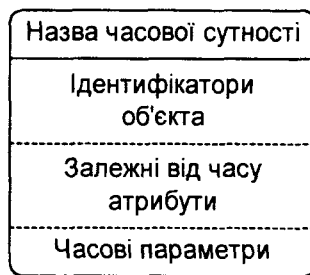 Назва часової сутності
Ідентифікатори
об'єкта
Залежні від часу
атрибути
Часові параметри